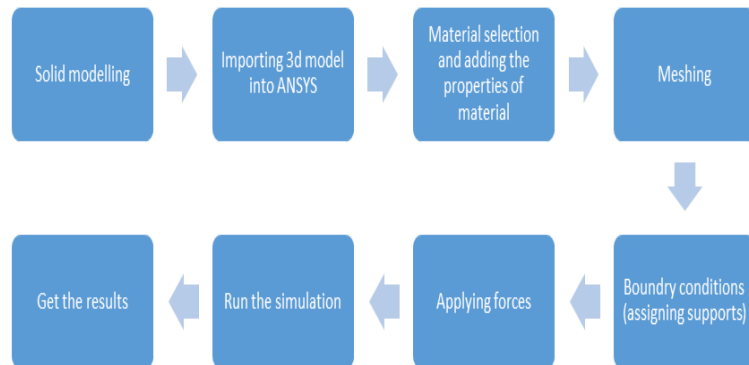 Solid modelling
Importing 3d model
into ANSYS
Material selection
and adding the
properties of
material
Meshing
Boundry conditions
(assigning supports)
Applying forces
Run the simulation
Get the results